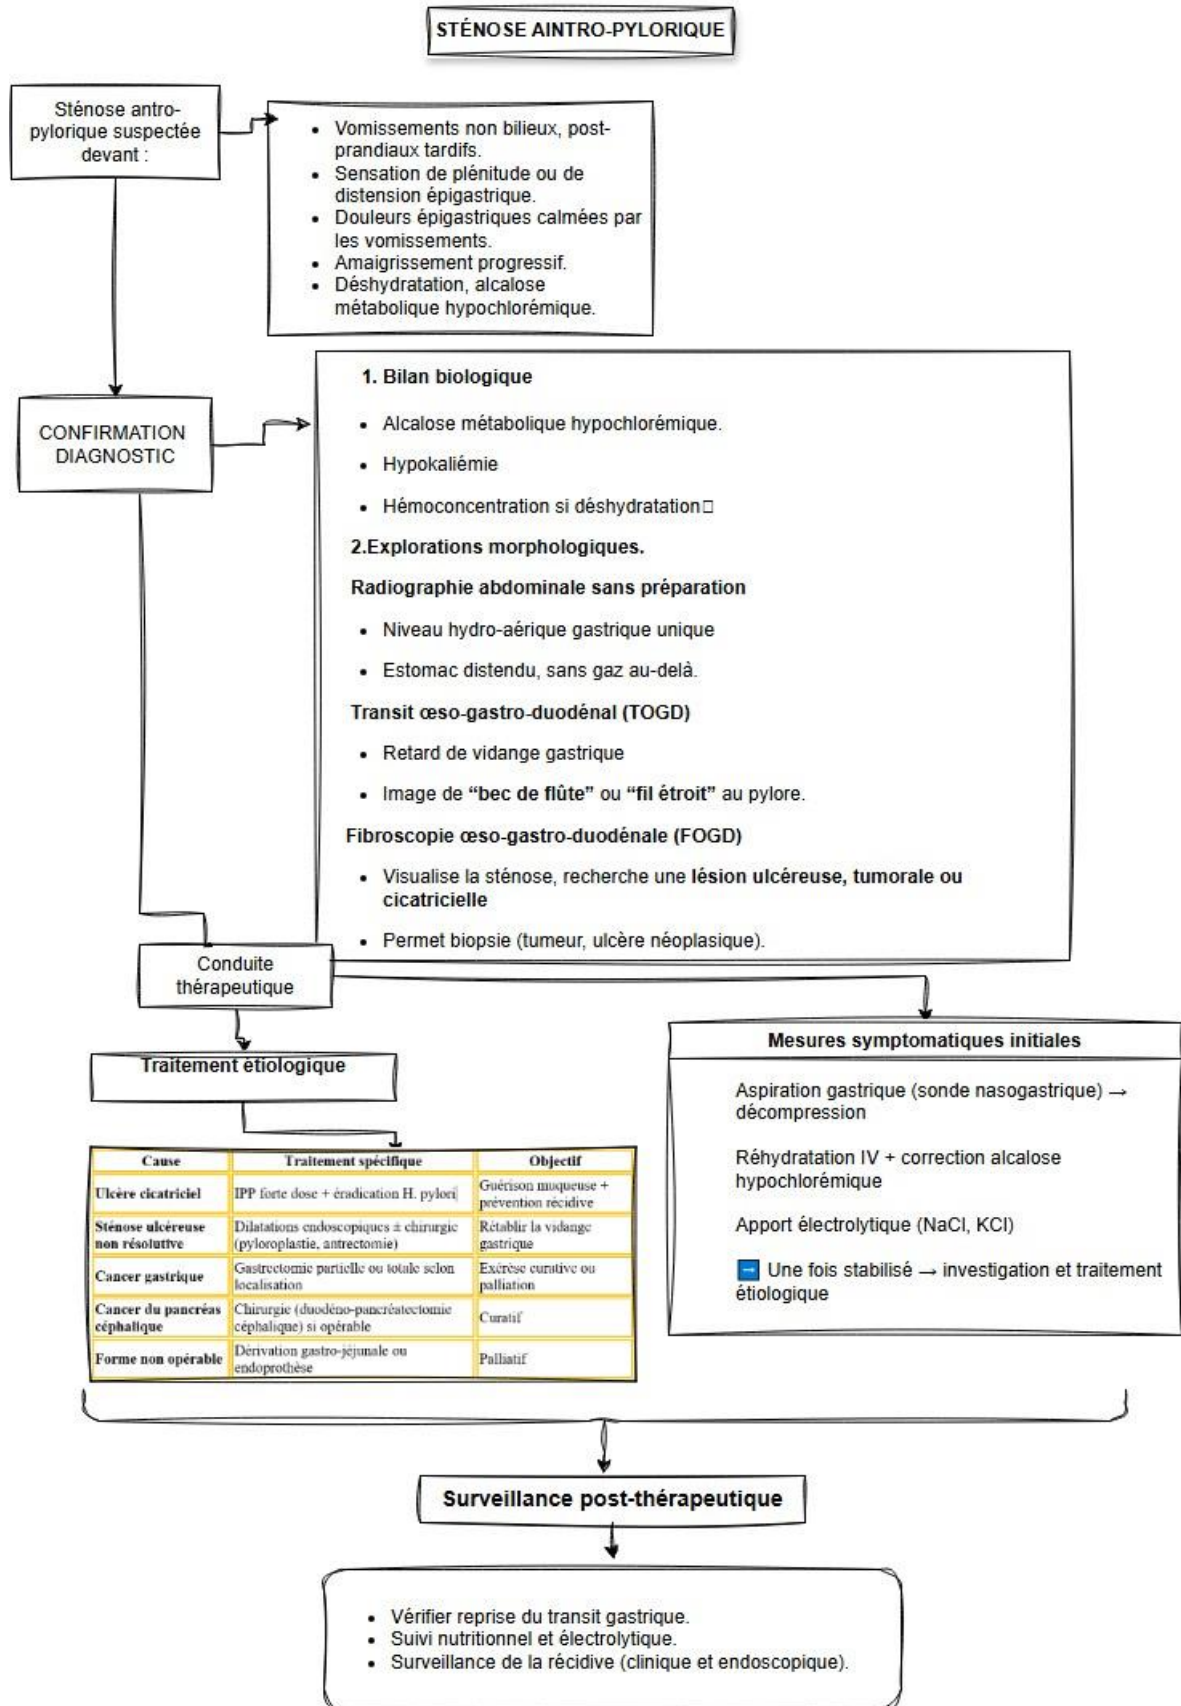 STÉNOSE AINTRO-PYLORIQUE
Sténose antro-
pylorique suspectée
devant :
• Vomissements non bilieux, post-
prandiaux tardifs.
• Sensation de plénitude ou de
distension épigastrique.
• Douleurs épigastriques calmées par
les vomissements.
• Amaigrissement progressif.
• Déshydratation, alcalose
métabolique hypochlorémique.
CONFIRMATION
DIAGNOSTIC
1. Bilan biologique
• Alcalose métabolique hypochlorémique.
• Hypokaliémie
• Hémoconcentration si déshydratation□
2.Explorations morphologiques.
Radiographie abdominale sans préparation
• Niveau hydro-aérique gastrique unique
• Estomac distendu, sans gaz au-delà.
Transit œso-gastro-duodénal (TOGD)
• Retard de vidange gastrique
• Image de “bec de flûte” ou “fil étroit” au pylore.
Fibroscopie œso-gastro-duodénale (FOGD)
• Visualise la sténose, recherche une lésion ulcéreuse, tumorale ou
cicatricielle
• Permet biopsie (tumeur, ulcère néoplasique).
Conduite
thérapeutique
Traitement étiologique
Cause Traitement spécifique Objectif
Ulcère cicatriciel IPP forte dose + éradication H. pylori Guérison muqueuse +
prévention récidive
Sténose ulcéreuse
non résolutive Dilatations endoscopiques ± chirurgie
(pyloroplastie, antrectomie) Rétablir la vidange
gastrique
Cancer gastrique Gastrectomie partielle ou totale selon
localisation Exérèse curative ou
palliation
Cancer du pancréas
céphalique Chirurgie (duodéno-pancréatectomie
céphalique) si opérable Curatif
Forme non opérable Dérivation gastro-jéjunale ou
endoprothèse Palliatif
Mesures symptomatiques initiales
Aspiration gastrique (sonde nasogastrique) →
décompression
Réhydratation IV + correction alcalose
hypochlorémique
Apport électrolytique (NaCl, KCl)
➡ Une fois stabilisé → investigation et traitement
étiologique
Surveillance post-thérapeutique
• Vérifier reprise du transit gastrique.
• Suivi nutritionnel et électrolytique.
• Surveillance de la récidive (clinique et endoscopique).